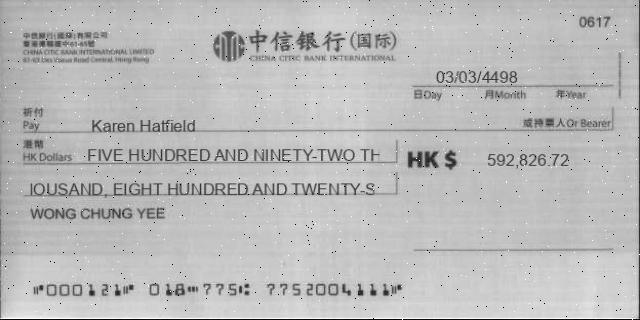 0617
中信銀行(國際)有限公司
香港德輔道中61-65號
CHINA CITIC BANK INTERNATIONAL LIMITED
61-65 Des Voeux Road Central, Hong Kong
中信银行(国际)
CHINA CITIC BANK INTERNATIONAL
03/03/4498
日Day 月Month 年Year
祈付
Pay Karen Hatfield 或持票人Or Bearer
港幣
HK Dollars FIVE HUNDRED AND NINETY-TWO TH
HK $ 592,826.72
IOUSAND, EIGHT HUNDRED AND TWENTY-S
WONG CHUNG YEE
⑈000121⑈ 018⑉775⑆ 7752004111⑈